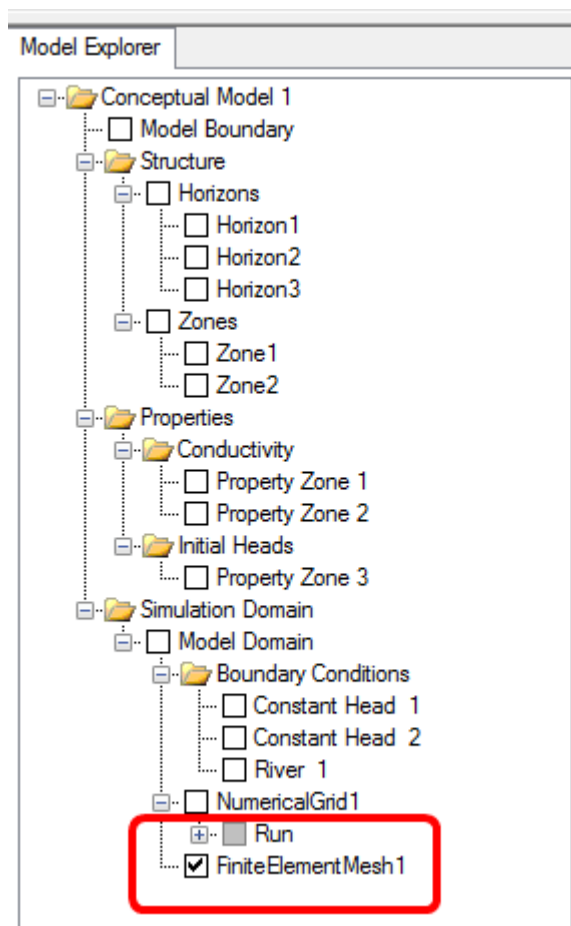 Model Explorer
Conceptual Model 1
Model Boundary
Structure
Horizons
Horizon1
Horizon2
Horizon3
Zones
Zone1
Zone2
Properties
Conductivity
Property Zone 1
Property Zone 2
Initial Heads
Property Zone 3
Simulation Domain
Model Domain
Boundary Conditions
Constant Head 1
Constant Head 2
River 1
NumericalGrid1
Run
FiniteElementMesh1